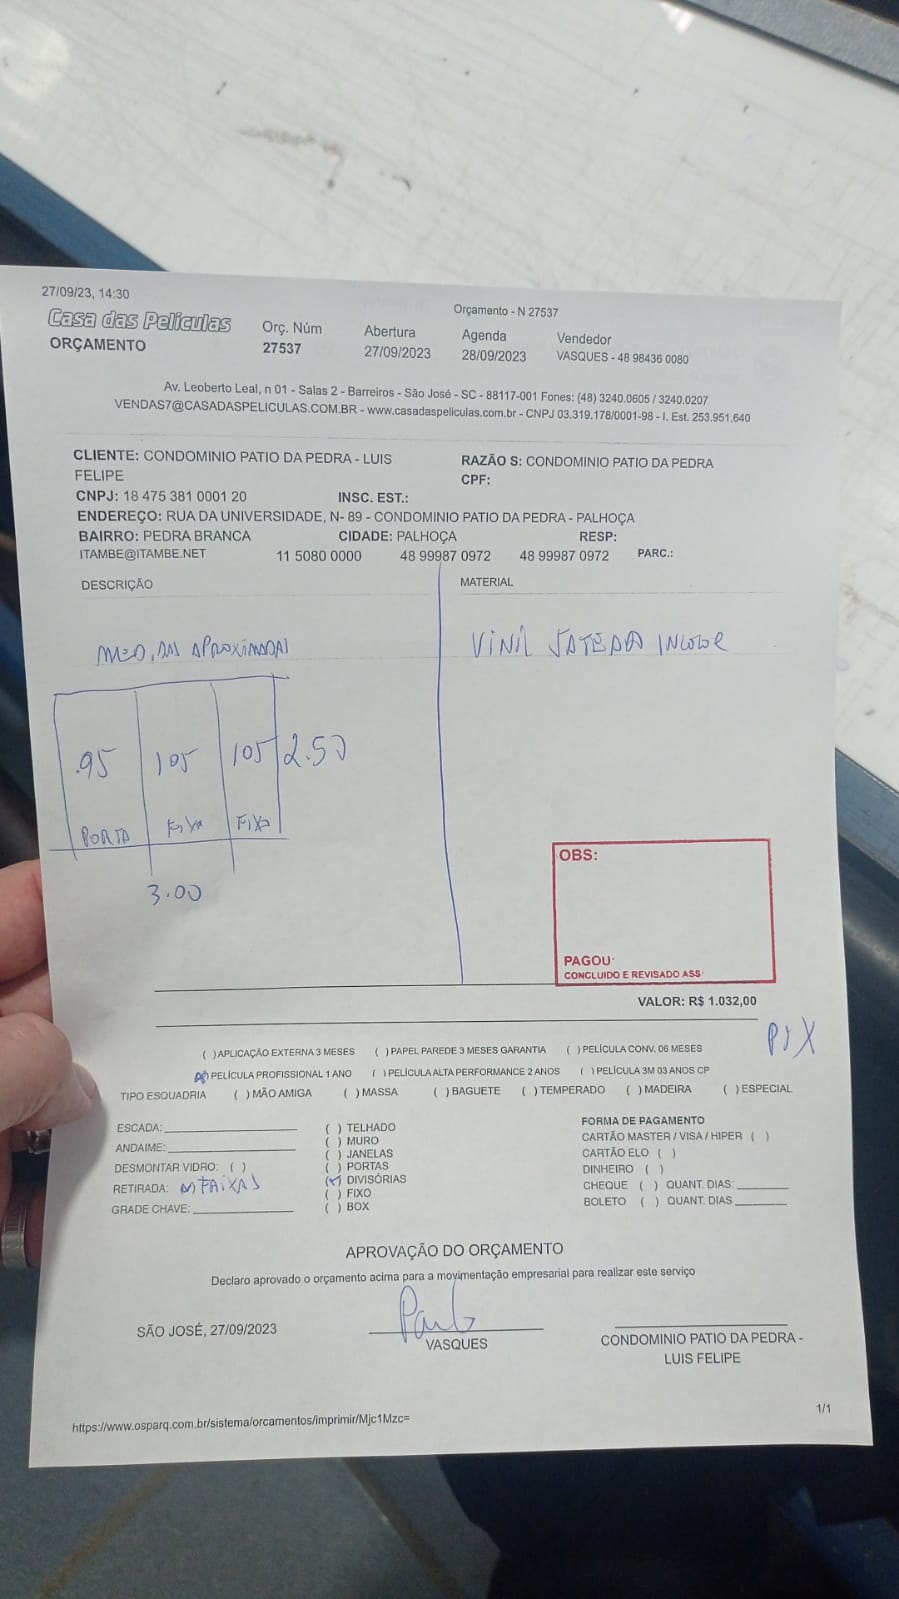 27/09/23, 14:30
Orçamento - N 27537
Casa das Películas
ORÇAMENTO
Orç. Núm
27537
Abertura
27/09/2023
Agenda
28/09/2023
Vendedor
VASQUES - 48 98436 0080
Av. Leoberto Leal, n 01 - Salas 2 - Barreiros - São José - SC - 88117-001 Fones: (48) 3240.0605 / 3240.0207
VENDAS7@CASADASPELICULAS.COM.BR - www.casadaspeliculas.com.br - CNPJ 03.319.178/0001-98 - I. Est. 253.951.640
CLIENTE: CONDOMINIO PATIO DA PEDRA - LUIS
FELIPE
RAZÃO S: CONDOMINIO PATIO DA PEDRA
CPF:
CNPJ: 18 475 381 0001 20 INSC. EST.:
ENDEREÇO: RUA DA UNIVERSIDADE, N- 89 - CONDOMINIO PATIO DA PEDRA - PALHOÇA
BAIRRO: PEDRA BRANCA CIDADE: PALHOÇA RESP:
ITAMBE@ITAMBE.NET 11 5080 0000 48 99987 0972 48 99987 0972 PARC.:
DESCRIÇÃO
MATERIAL
MEDIDAS APROXIMADAS
VINIL JATEADO INCOLOR
.95 105 105 2.50
PORTA FIXO FIXO
3.00
OBS:
PAGOU:
CONCLUIDO E REVISADO ASS:
VALOR: R$ 1.032,00
PIX
( )APLICAÇÃO EXTERNA 3 MESES ( )PAPEL PAREDE 3 MESES GARANTIA ( )PELÍCULA CONV. 06 MESES
(X)PELÍCULA PROFISSIONAL 1 ANO ( )PELÍCULA ALTA PERFORMANCE 2 ANOS ( )PELÍCULA 3M 03 ANOS CP
TIPO ESQUADRIA ( )MÃO AMIGA ( )MASSA ( )BAGUETE ( )TEMPERADO ( )MADEIRA ( )ESPECIAL
ESCADA:
ANDAIME:
DESMONTAR VIDRO: ( )
RETIRADA: (X) FAIXAS
GRADE CHAVE:
( ) TELHADO
( ) MURO
( ) JANELAS
( ) PORTAS
(X) DIVISÓRIAS
( ) FIXO
( ) BOX
FORMA DE PAGAMENTO
CARTÃO MASTER / VISA / HIPER ( )
CARTÃO ELO ( )
DINHEIRO ( )
CHEQUE ( ) QUANT. DIAS:
BOLETO ( ) QUANT. DIAS
APROVAÇÃO DO ORÇAMENTO
Declaro aprovado o orçamento acima para a movimentação empresarial para realizar este serviço
SÃO JOSÉ, 27/09/2023
VASQUES
CONDOMINIO PATIO DA PEDRA -
LUIS FELIPE
https://www.osparq.com.br/sistema/orcamentos/imprimir/Mjc1Mzc=
1/1